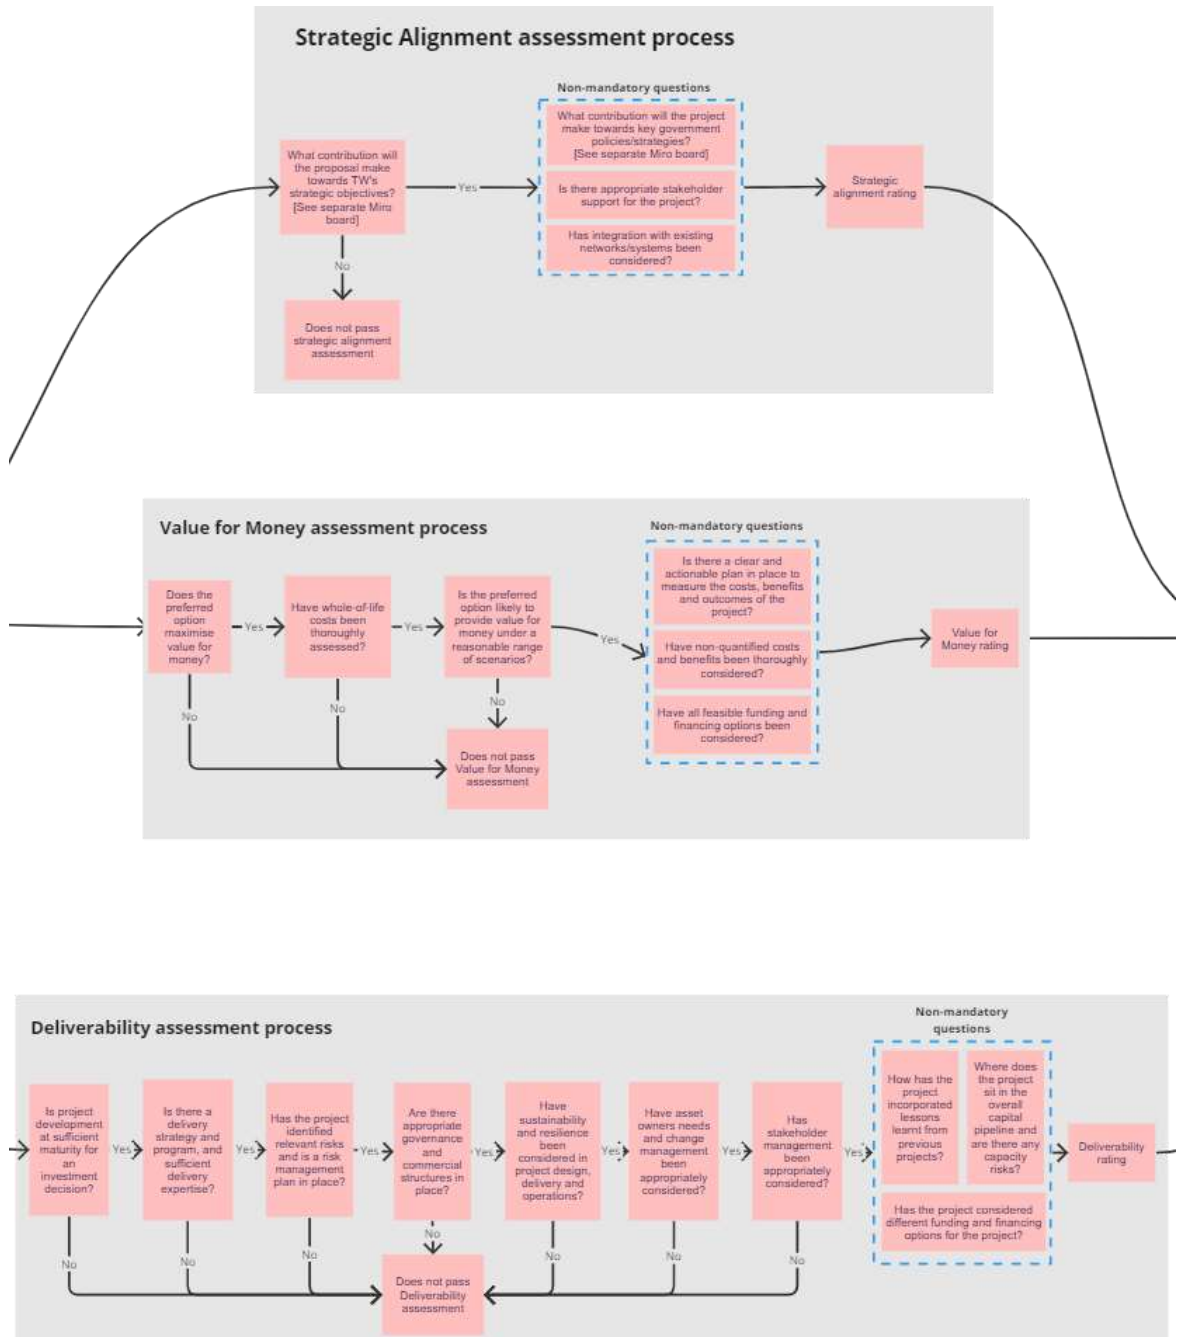 Strategic Alignment assessment process
Non-mandatory questions
What contribution will
the proposal make
towards TW's
strategic objectives?
[See separate Miro
board]
Yes
What contribution will the project
make towards key government
policies/strategies?
[See separate Miro board]
Is there appropriate stakeholder
support for the project?
Has integration with existing
networks/systems been
considered?
Strategic
alignment rating
No
Does not pass
strategic alignment
assessment
Value for Money assessment process
Non-mandatory questions
Does the
preferred
option
maximise
value for
money?
Yes
Have whole-of-life
costs been
thoroughly
assessed?
Yes
Is the preferred
option likely to
provide value for
money under a
reasonable range
of scenarios?
Yes
Is there a clear and
actionable plan in place to
measure the costs, benefits
and outcomes of the
project?
Have non-quantified costs
and benefits been thoroughly
considered?
Have all feasible funding and
financing options been
considered?
Value for
Money rating
No
No
No
Does not pass
Value for Money
assessment
Deliverability assessment process
Non-mandatory
questions
Is project
development
at sufficient
maturity for
an
investment
decision?
Yes
Is there a
delivery
strategy and
program, and
sufficient
delivery
expertise?
Yes
Has the project
identified
relevant risks
and is a risk
management
plan in place?
Yes
Are there
appropriate
governance
and
commercial
structures in
place?
Yes
Have
sustainability
and resilience
been
considered in
project design,
delivery and
operations?
Yes
Have asset
owners needs
and change
management
been
appropriately
considered?
Yes
Has
stakeholder
management
been
appropriately
considered?
Yes
How has the
project
incorporated
lessons
learnt from
previous
projects?
Where does
the project
sit in the
overall
capital
pipeline and
are there any
capacity
risks?
Has the project considered
different funding and financing
options for the project?
Deliverability
rating
No
No
No
No
No
No
No
Does not pass
Deliverability
assessment